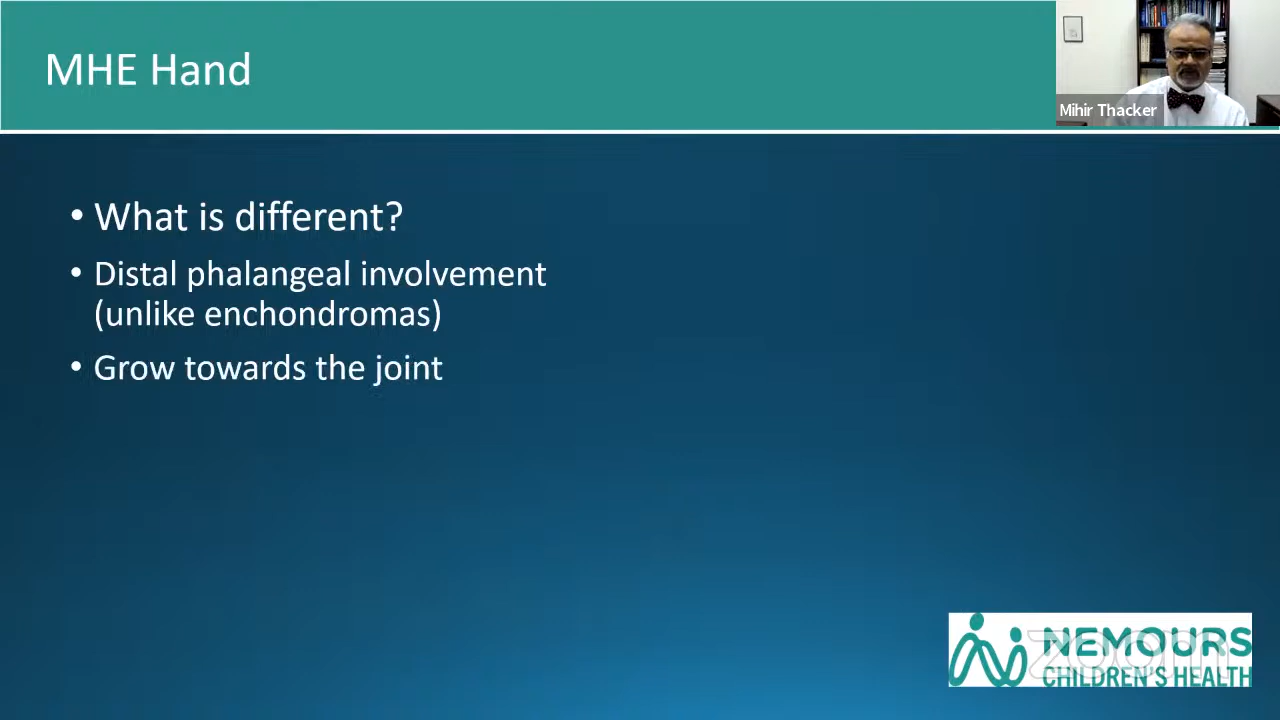 MHE Hand
Mihir Thacker
• What is different?
• Distal phalangeal involvement
(unlike enchondromas)
• Grow towards the joint
NEMOURS
CHILDREN'S HEALTH
zoom